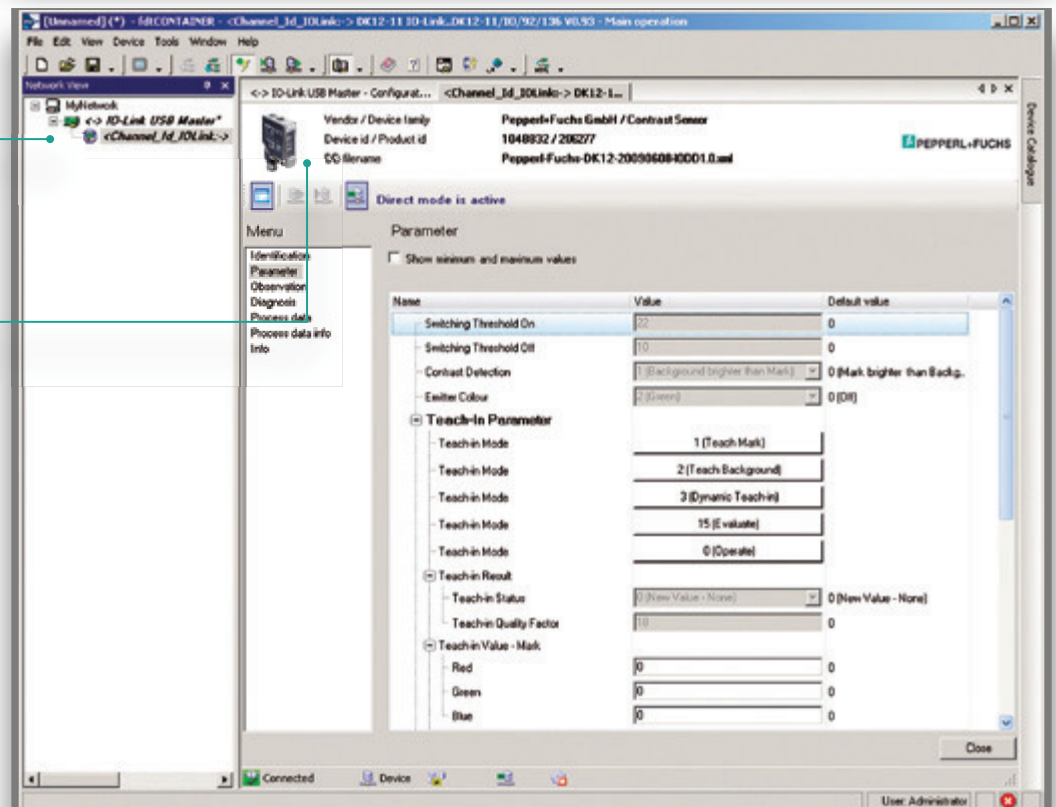 [Unnamed] (*) - fdtCONTAINER - <Channel_Id_IOLink:-> DK12-11 IO-Link..DK12-11/IO/92/136 V0.93 - Main operation
File Edit View Device Tools Window Help
Network View
MyNetwork
<-> IO-Link USB Master*
<Channel_Id_IOLink:->
<-> IO-Link USB Master - Configurat...
<Channel_Id_IOLink:-> DK12-1...
Device Catalogue
Vendor / Device family Pepperl+Fuchs GmbH / Contrast Sensor
Device id / Product id 1048832 / 206277
DD filename Pepperl-Fuchs-DK12-20090608-IODD1.0.xml
PEPPERL+FUCHS
Direct mode is active
Menu
Identification
Parameter
Observation
Diagnosis
Process data
Process data info
Info
Parameter
Show minimum and maximum values
Name Value Default value
Switching Threshold On 22 0
Switching Threshold Off 10 0
Contrast Detection 1 (Background brighter than Mark) 0 (Mark brighter than Backg..
Emitter Colour 2 (Green) 0 (Off)
Teach-In Parameter
Teach-in Mode 1 (Teach Mark)
Teach-in Mode 2 (Teach Background)
Teach-in Mode 3 (Dynamic Teach-in)
Teach-in Mode 15 (Evaluate)
Teach-in Mode 0 (Operate)
Teach-in Result
Teach-in Status 0 (New Value - None) 0 (New Value - None)
Teach-in Quality Factor 18 0
Teach-in Value - Mark
Red 0 0
Green 0 0
Blue 0 0
Close
Connected Device
User: Administrator